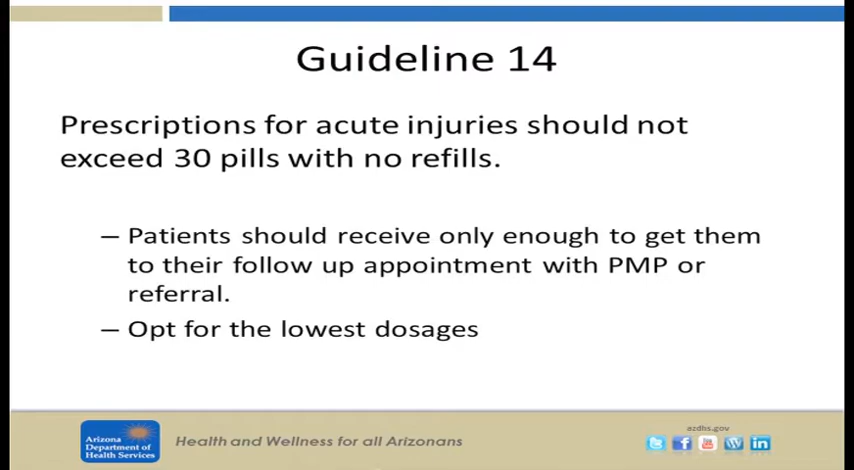 Guideline 14
Prescriptions for acute injuries should not
exceed 30 pills with no refills.
– Patients should receive only enough to get them
to their follow up appointment with PMP or
referral.
– Opt for the lowest dosages
azdhs.gov
Arizona
Department of
Health Services
Health and Wellness for all Arizonans